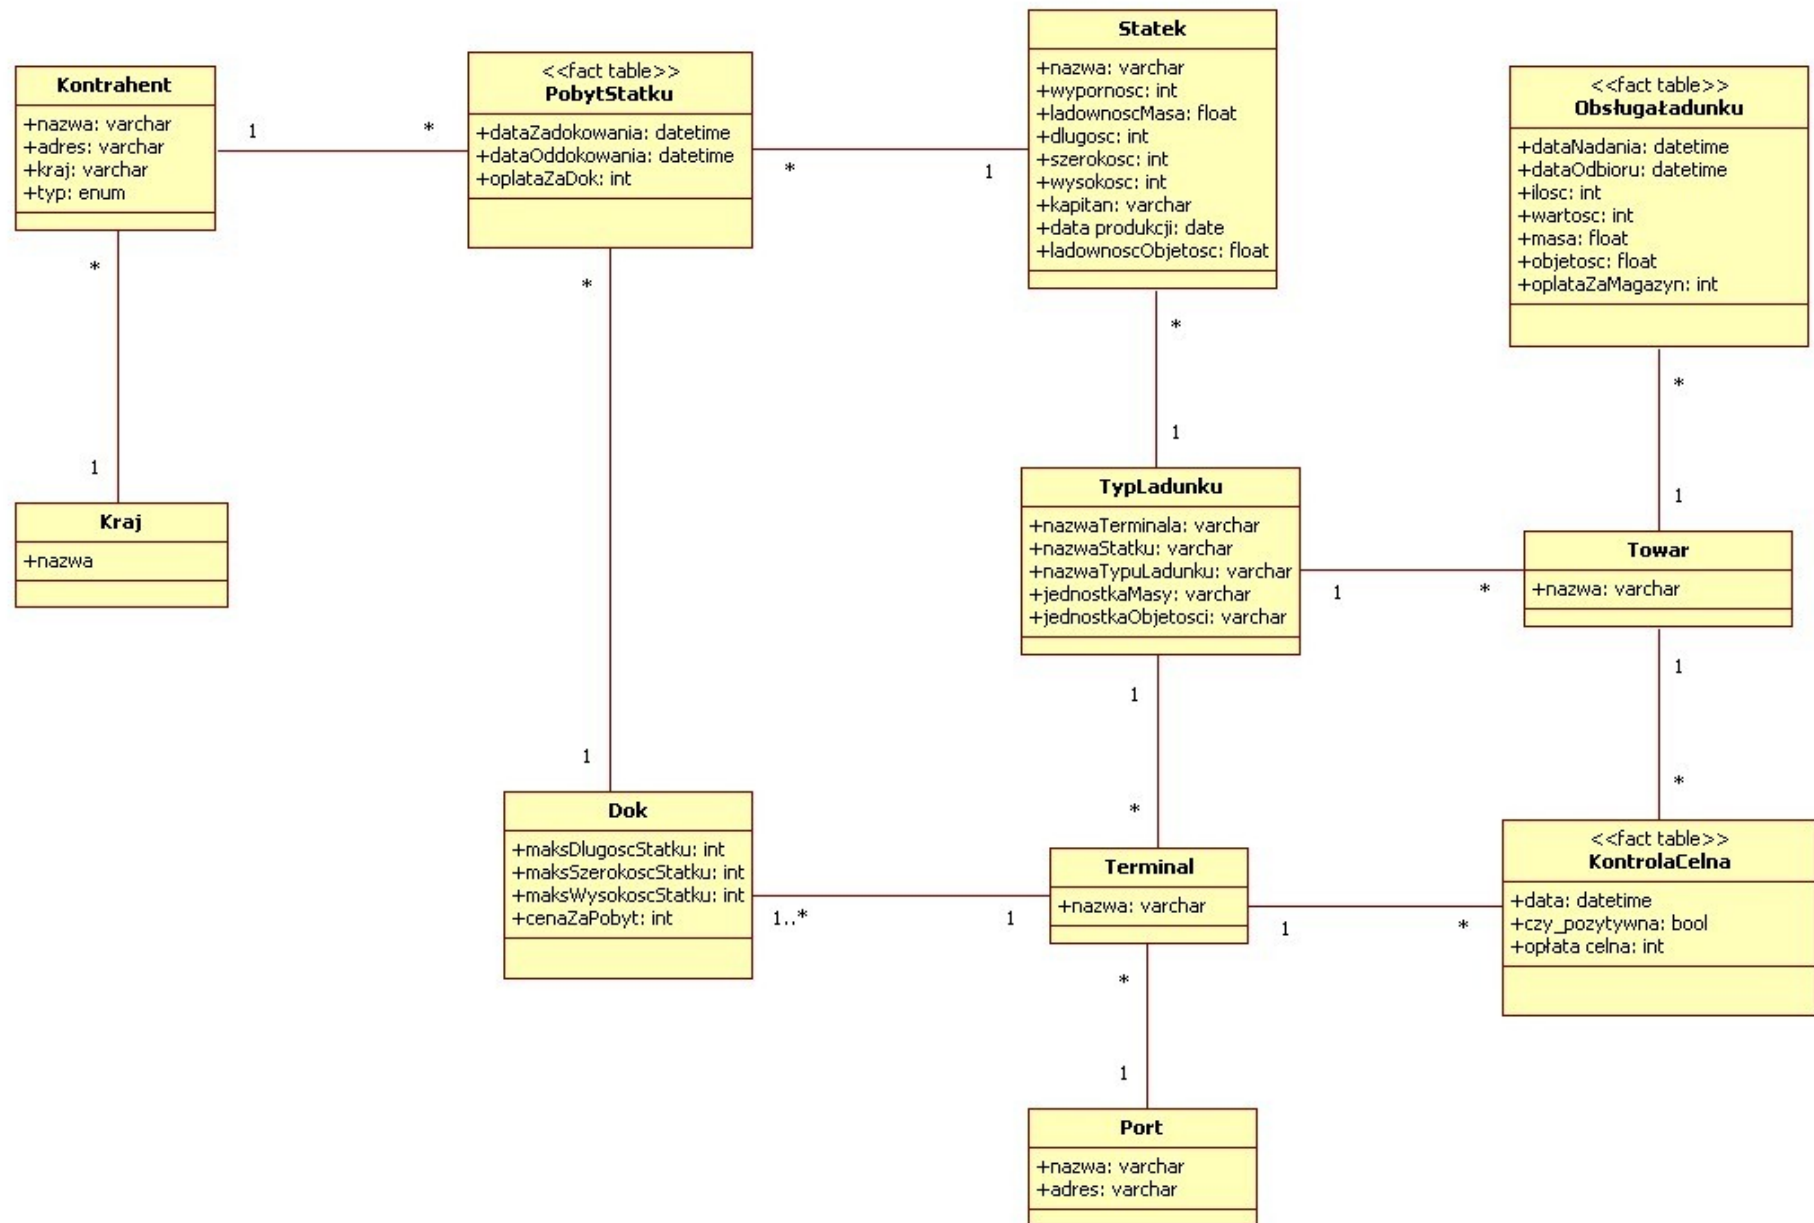 Kontrahent
+nazwa: varchar
+adres: varchar
+kraj: varchar
+typ: enum
1
*
<<fact table>>
PobytStatku
+dataZadokowania: datetime
+dataOddokowania: datetime
+oplataZaDok: int
*
1
Statek
+nazwa: varchar
+wypornosc: int
+ladownoscMasa: float
+dlugosc: int
+szerokosc: int
+wysokosc: int
+kapitan: varchar
+data produkcji: date
+ladownoscObjetosc: float
<<fact table>>
ObsługaŁadunku
+dataNadania: datetime
+dataOdbioru: datetime
+ilosc: int
+wartosc: int
+masa: float
+objetosc: float
+oplataZaMagazyn: int
*
1
*
1
*
1
*
1
Kraj
+nazwa
TypLadunku
+nazwaTerminala: varchar
+nazwaStatku: varchar
+nazwaTypuLadunku: varchar
+jednostkaMasy: varchar
+jednostkaObjetosci: varchar
1
*
Towar
+nazwa: varchar
1
*
1
*
Dok
+maksDlugoscStatku: int
+maksSzerokoscStatku: int
+maksWysokoscStatku: int
+cenaZaPobyt: int
1..*
1
Terminal
+nazwa: varchar
1
*
<<fact table>>
KontrolaCelna
+data: datetime
+czy_pozytywna: bool
+opłata celna: int
*
1
Port
+nazwa: varchar
+adres: varchar